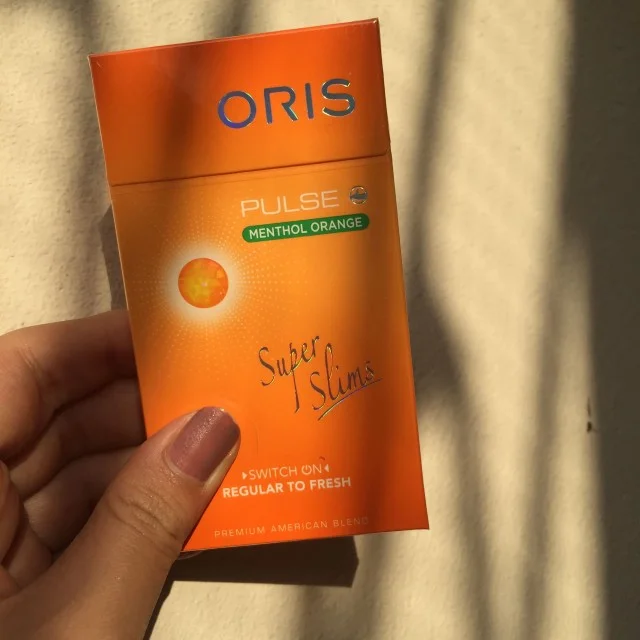 ORIS
PULSE
MENTHOL ORANGE
Super
Slims
SWITCH ON
REGULAR TO FRESH
PREMIUM AMERICAN BLEND